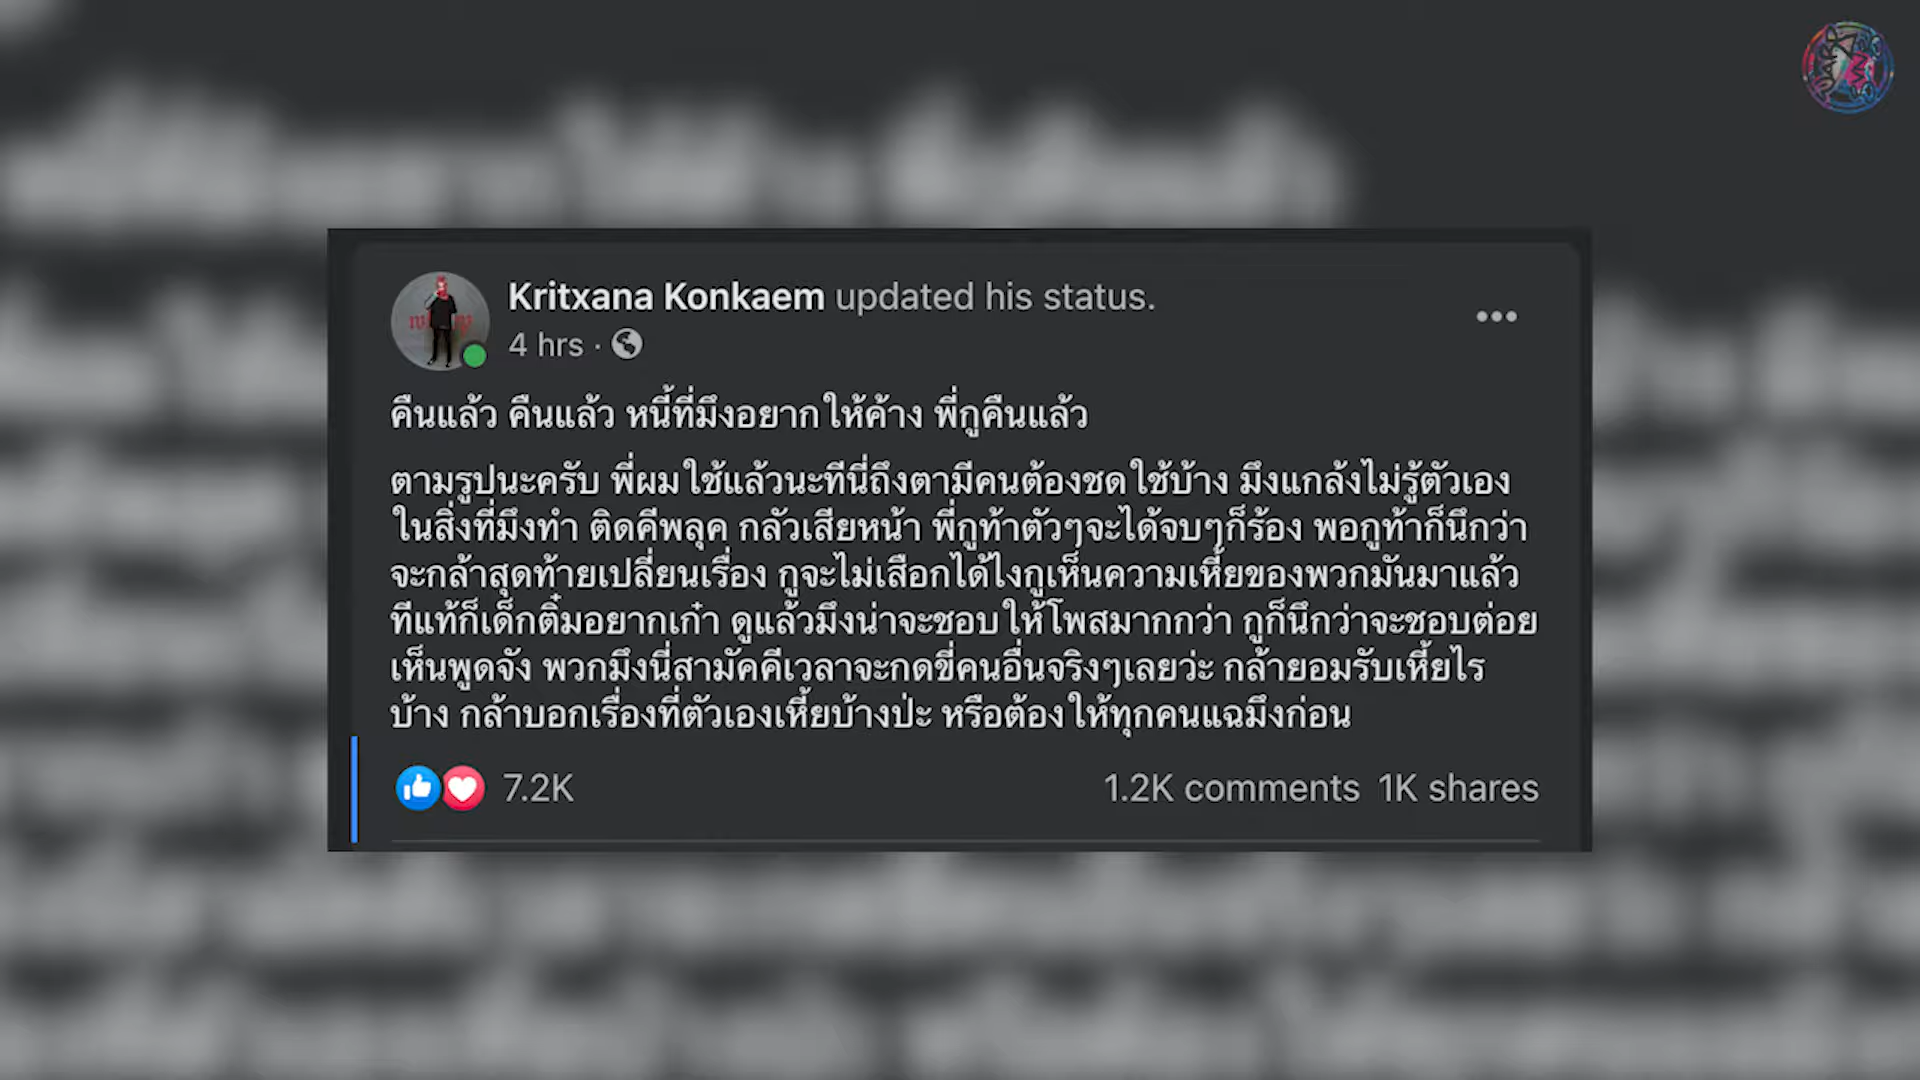 Kritxana Konkaem updated his status.
4 hrs ·
คืนแล้ว คืนแล้ว หนี้ที่มึงอยากให้ค้าง พี่กูคืนแล้ว
ตามรูปนะครับ พี่ผมใช้แล้วนะทีนี่ถึงตามีคนต้องชดใช้บ้าง มึงแกล้งไม่รู้ตัวเอง
ในสิ่งที่มึงทำ ติดคีพลุค กลัวเสียหน้า พี่กูท้าตัวๆจะได้จบๆก็ร้อง พอกูท้าก็นึกว่า
จะกล้าสุดท้ายเปลี่ยนเรื่อง กูจะไม่เสือกได้ไงกูเห็นความเหี้ยของพวกมันมาแล้ว
ทีแท้ก็เด็กติ๋มอยากเก๋า ดูแล้วมึงน่าจะชอบให้โพสมากกว่า กูก็นึกว่าจะชอบต่อย
เห็นพูดจัง พวกมึงนี่สามัคคีเวลาจะกดขี่คนอื่นจริงๆเลยว่ะ กล้ายอมรับเหี้ยไร
บ้าง กล้าบอกเรื่องที่ตัวเองเหี้ยบ้างป่ะ หรือต้องให้ทุกคนแฉมึงก่อน
7.2K 1.2K comments 1K shares